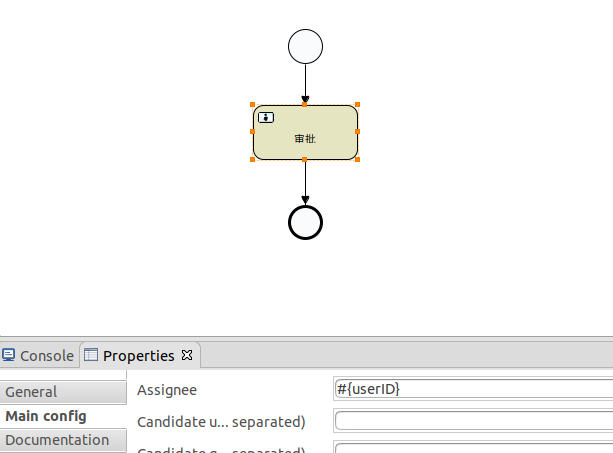 审批
Console
Properties
General
Main config
Documentation
Assignee
#{userID}
Candidate u... separated)
Candidate g... separated)